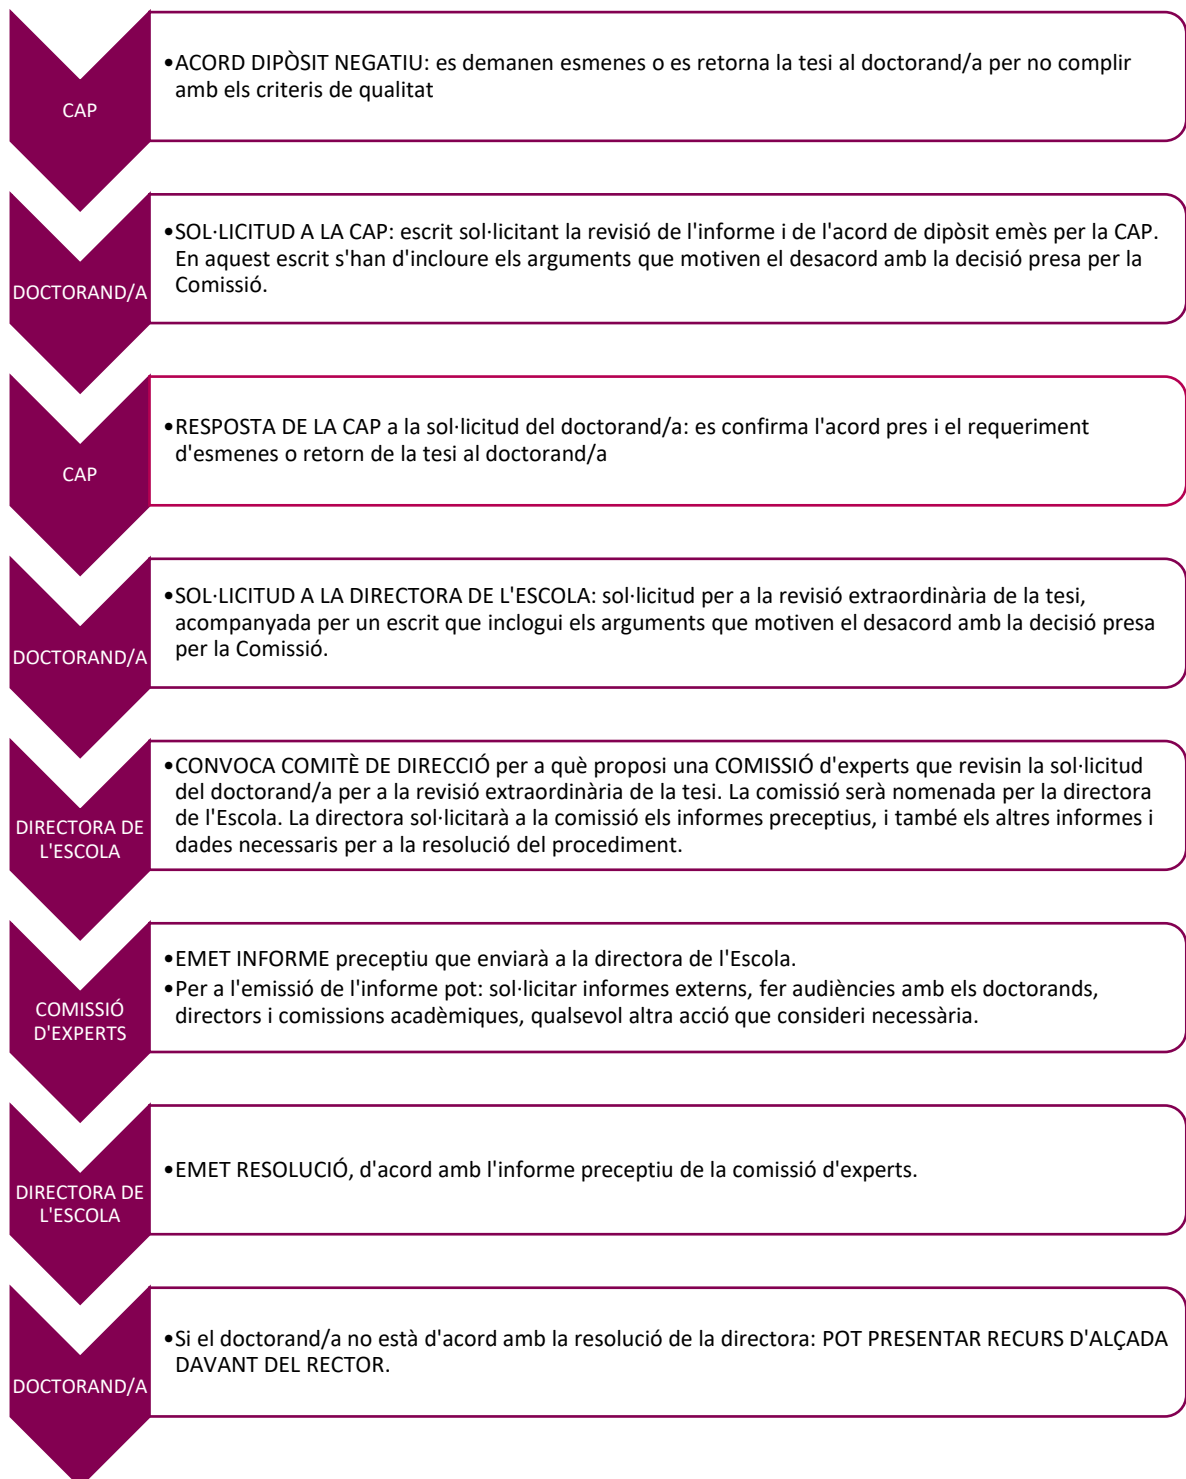 CAP
•ACORD DIPÒSIT NEGATIU: es demanen esmenes o es retorna la tesi al doctorand/a per no complir
amb els criteris de qualitat
DOCTORAND/A
•SOL·LICITUD A LA CAP: escrit sol·licitant la revisió de l'informe i de l'acord de dipòsit emès per la CAP.
En aquest escrit s'han d'incloure els arguments que motiven el desacord amb la decisió presa per la
Comissió.
CAP
•RESPOSTA DE LA CAP a la sol·licitud del doctorand/a: es confirma l'acord pres i el requeriment
d'esmenes o retorn de la tesi al doctorand/a
DOCTORAND/A
•SOL·LICITUD A LA DIRECTORA DE L'ESCOLA: sol·licitud per a la revisió extraordinària de la tesi,
acompanyada per un escrit que inclogui els arguments que motiven el desacord amb la decisió presa
per la Comissió.
DIRECTORA DE
L'ESCOLA
•CONVOCA COMITÈ DE DIRECCIÓ per a què proposi una COMISSIÓ d'experts que revisin la sol·licitud
del doctorand/a per a la revisió extraordinària de la tesi. La comissió serà nomenada per la directora
de l'Escola. La directora sol·licitarà a la comissió els informes preceptius, i també els altres informes i
dades necessaris per a la resolució del procediment.
COMISSIÓ
D'EXPERTS
•EMET INFORME preceptiu que enviarà a la directora de l'Escola.
•Per a l'emissió de l'informe pot: sol·licitar informes externs, fer audiències amb els doctorands,
directors i comissions acadèmiques, qualsevol altra acció que consideri necessària.
DIRECTORA DE
L'ESCOLA
•EMET RESOLUCIÓ, d'acord amb l'informe preceptiu de la comissió d'experts.
DOCTORAND/A
•Si el doctorand/a no està d'acord amb la resolució de la directora: POT PRESENTAR RECURS D'ALÇADA
DAVANT DEL RECTOR.